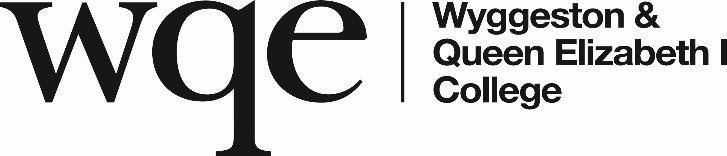 wqe
Wyggeston &
Queen Elizabeth I
College